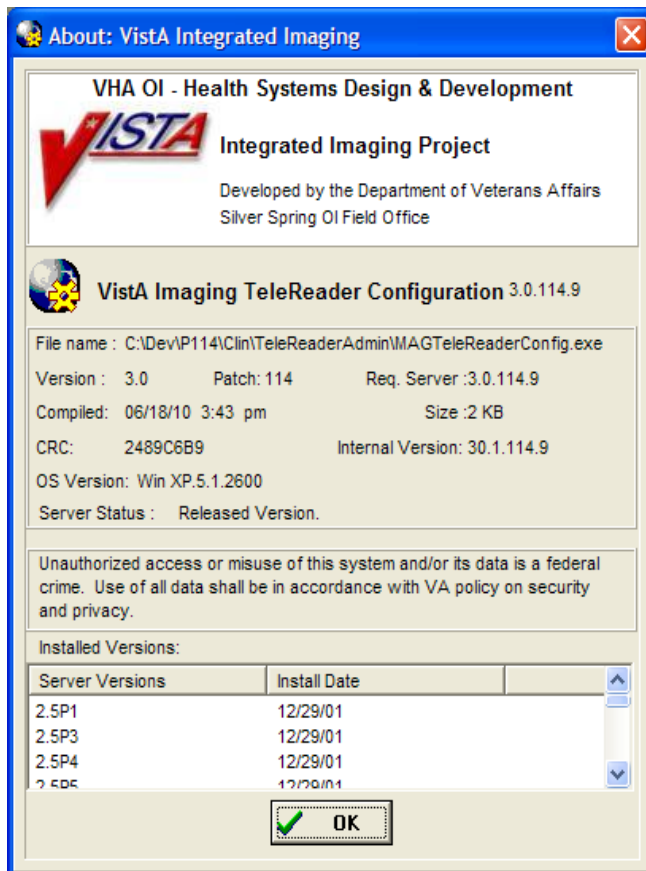 About: VistA Integrated Imaging
VHA OI - Health Systems Design & Development
VISTA
Integrated Imaging Project
Developed by the Department of Veterans Affairs
Silver Spring OI Field Office
VistA Imaging TeleReader Configuration 3.0.114.9
File name : C:\Dev\P114\Clin\TeleReaderAdmin\MAGTeleReaderConfig.exe
Version : 3.0 Patch: 114 Req. Server :3.0.114.9
Compiled: 06/18/10 3:43 pm Size :2 KB
CRC: 2489C6B9 Internal Version: 30.1.114.9
OS Version: Win XP.5.1.2600
Server Status : Released Version.
Unauthorized access or misuse of this system and/or its data is a federal
crime. Use of all data shall be in accordance with VA policy on security
and privacy.
Installed Versions:
Server Versions Install Date
2.5P1 12/29/01
2.5P3 12/29/01
2.5P4 12/29/01
2.5P5 12/29/01
OK